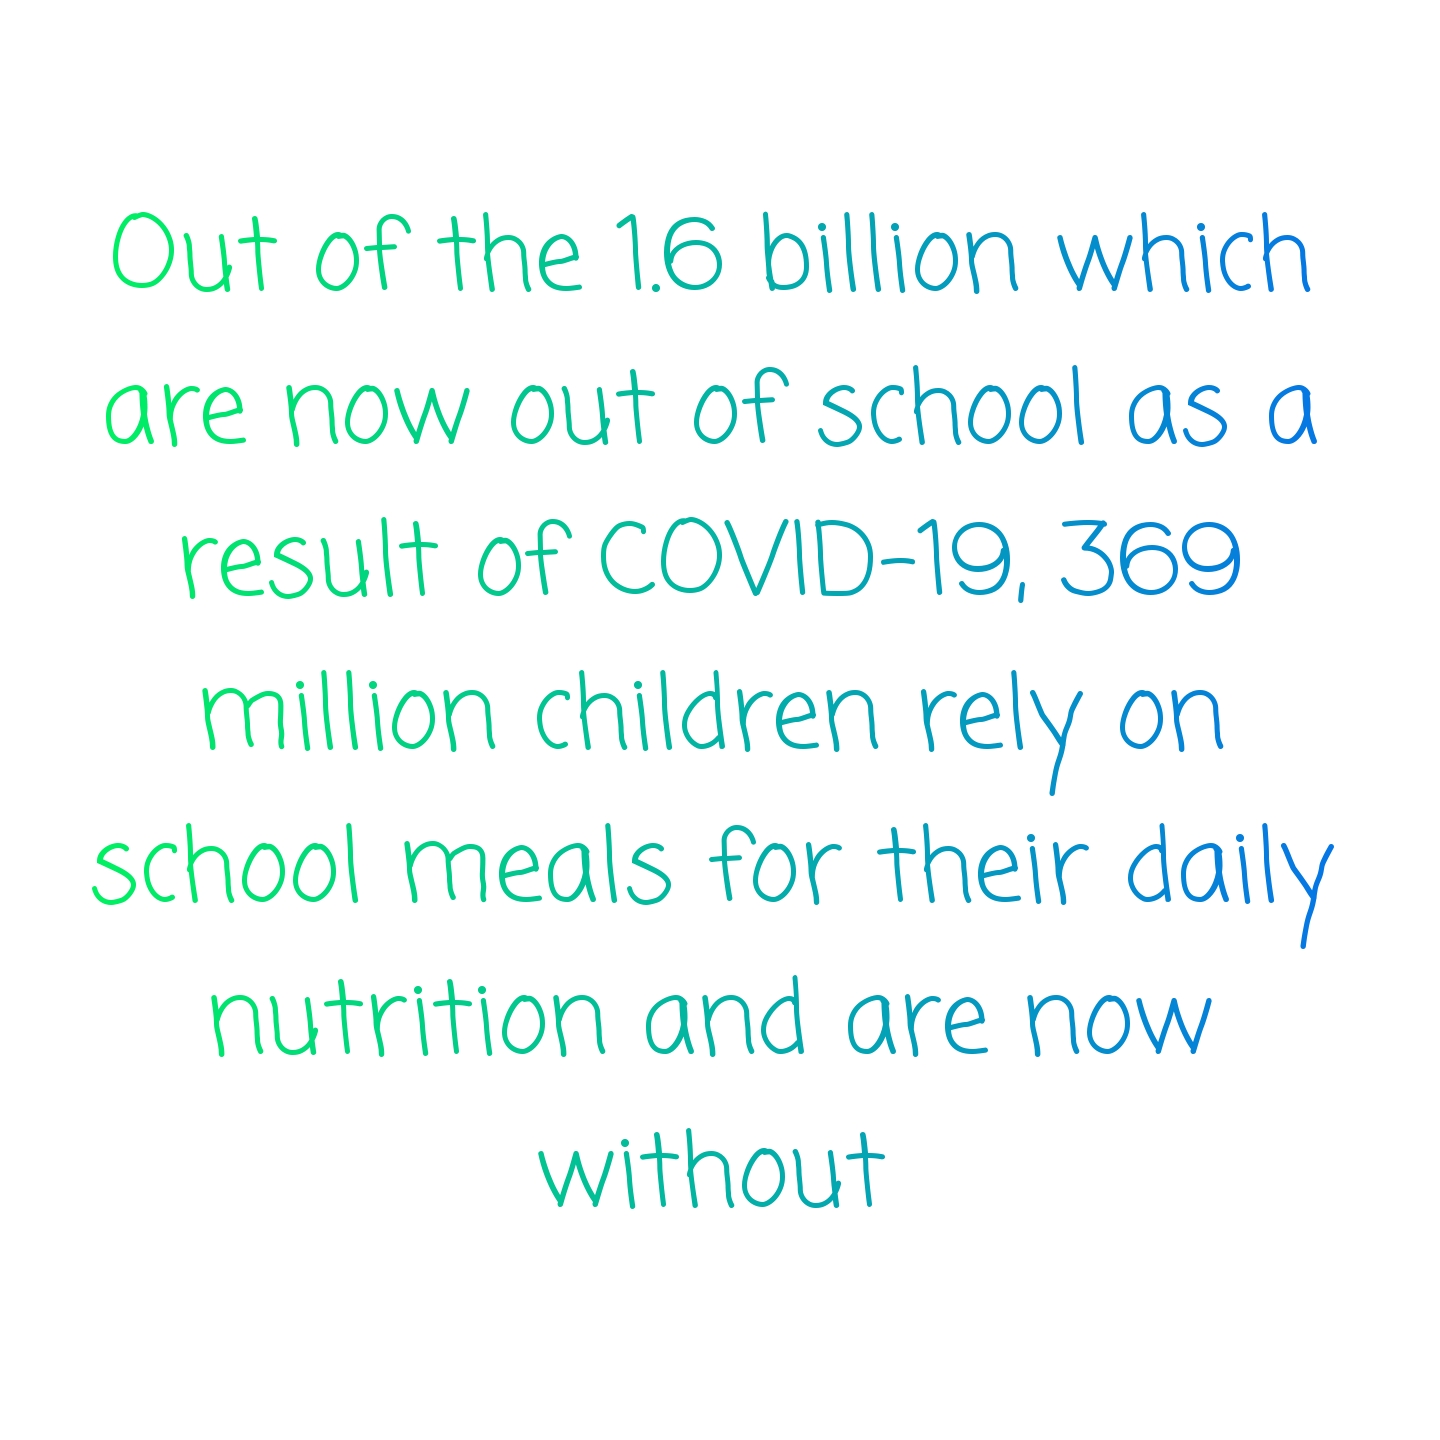 Out of the 1.6 billion which
are now out of school as a
result of COVID-19, 369
million children rely on
school meals for their daily
nutrition and are now
without